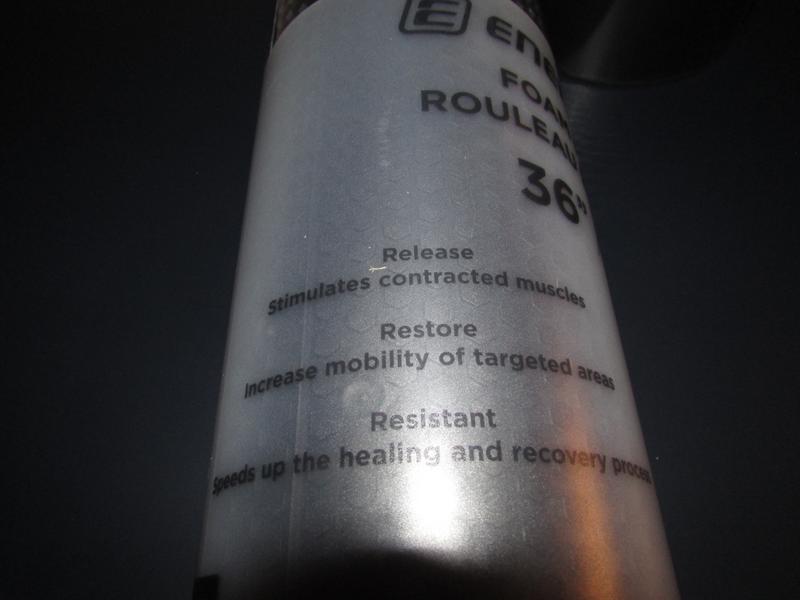 E
ROULEAU
36"
Release
Stimulates contracted muscles
Restore
Increase mobility of targeted areas
Resistant
Speeds up the healing and recovery process